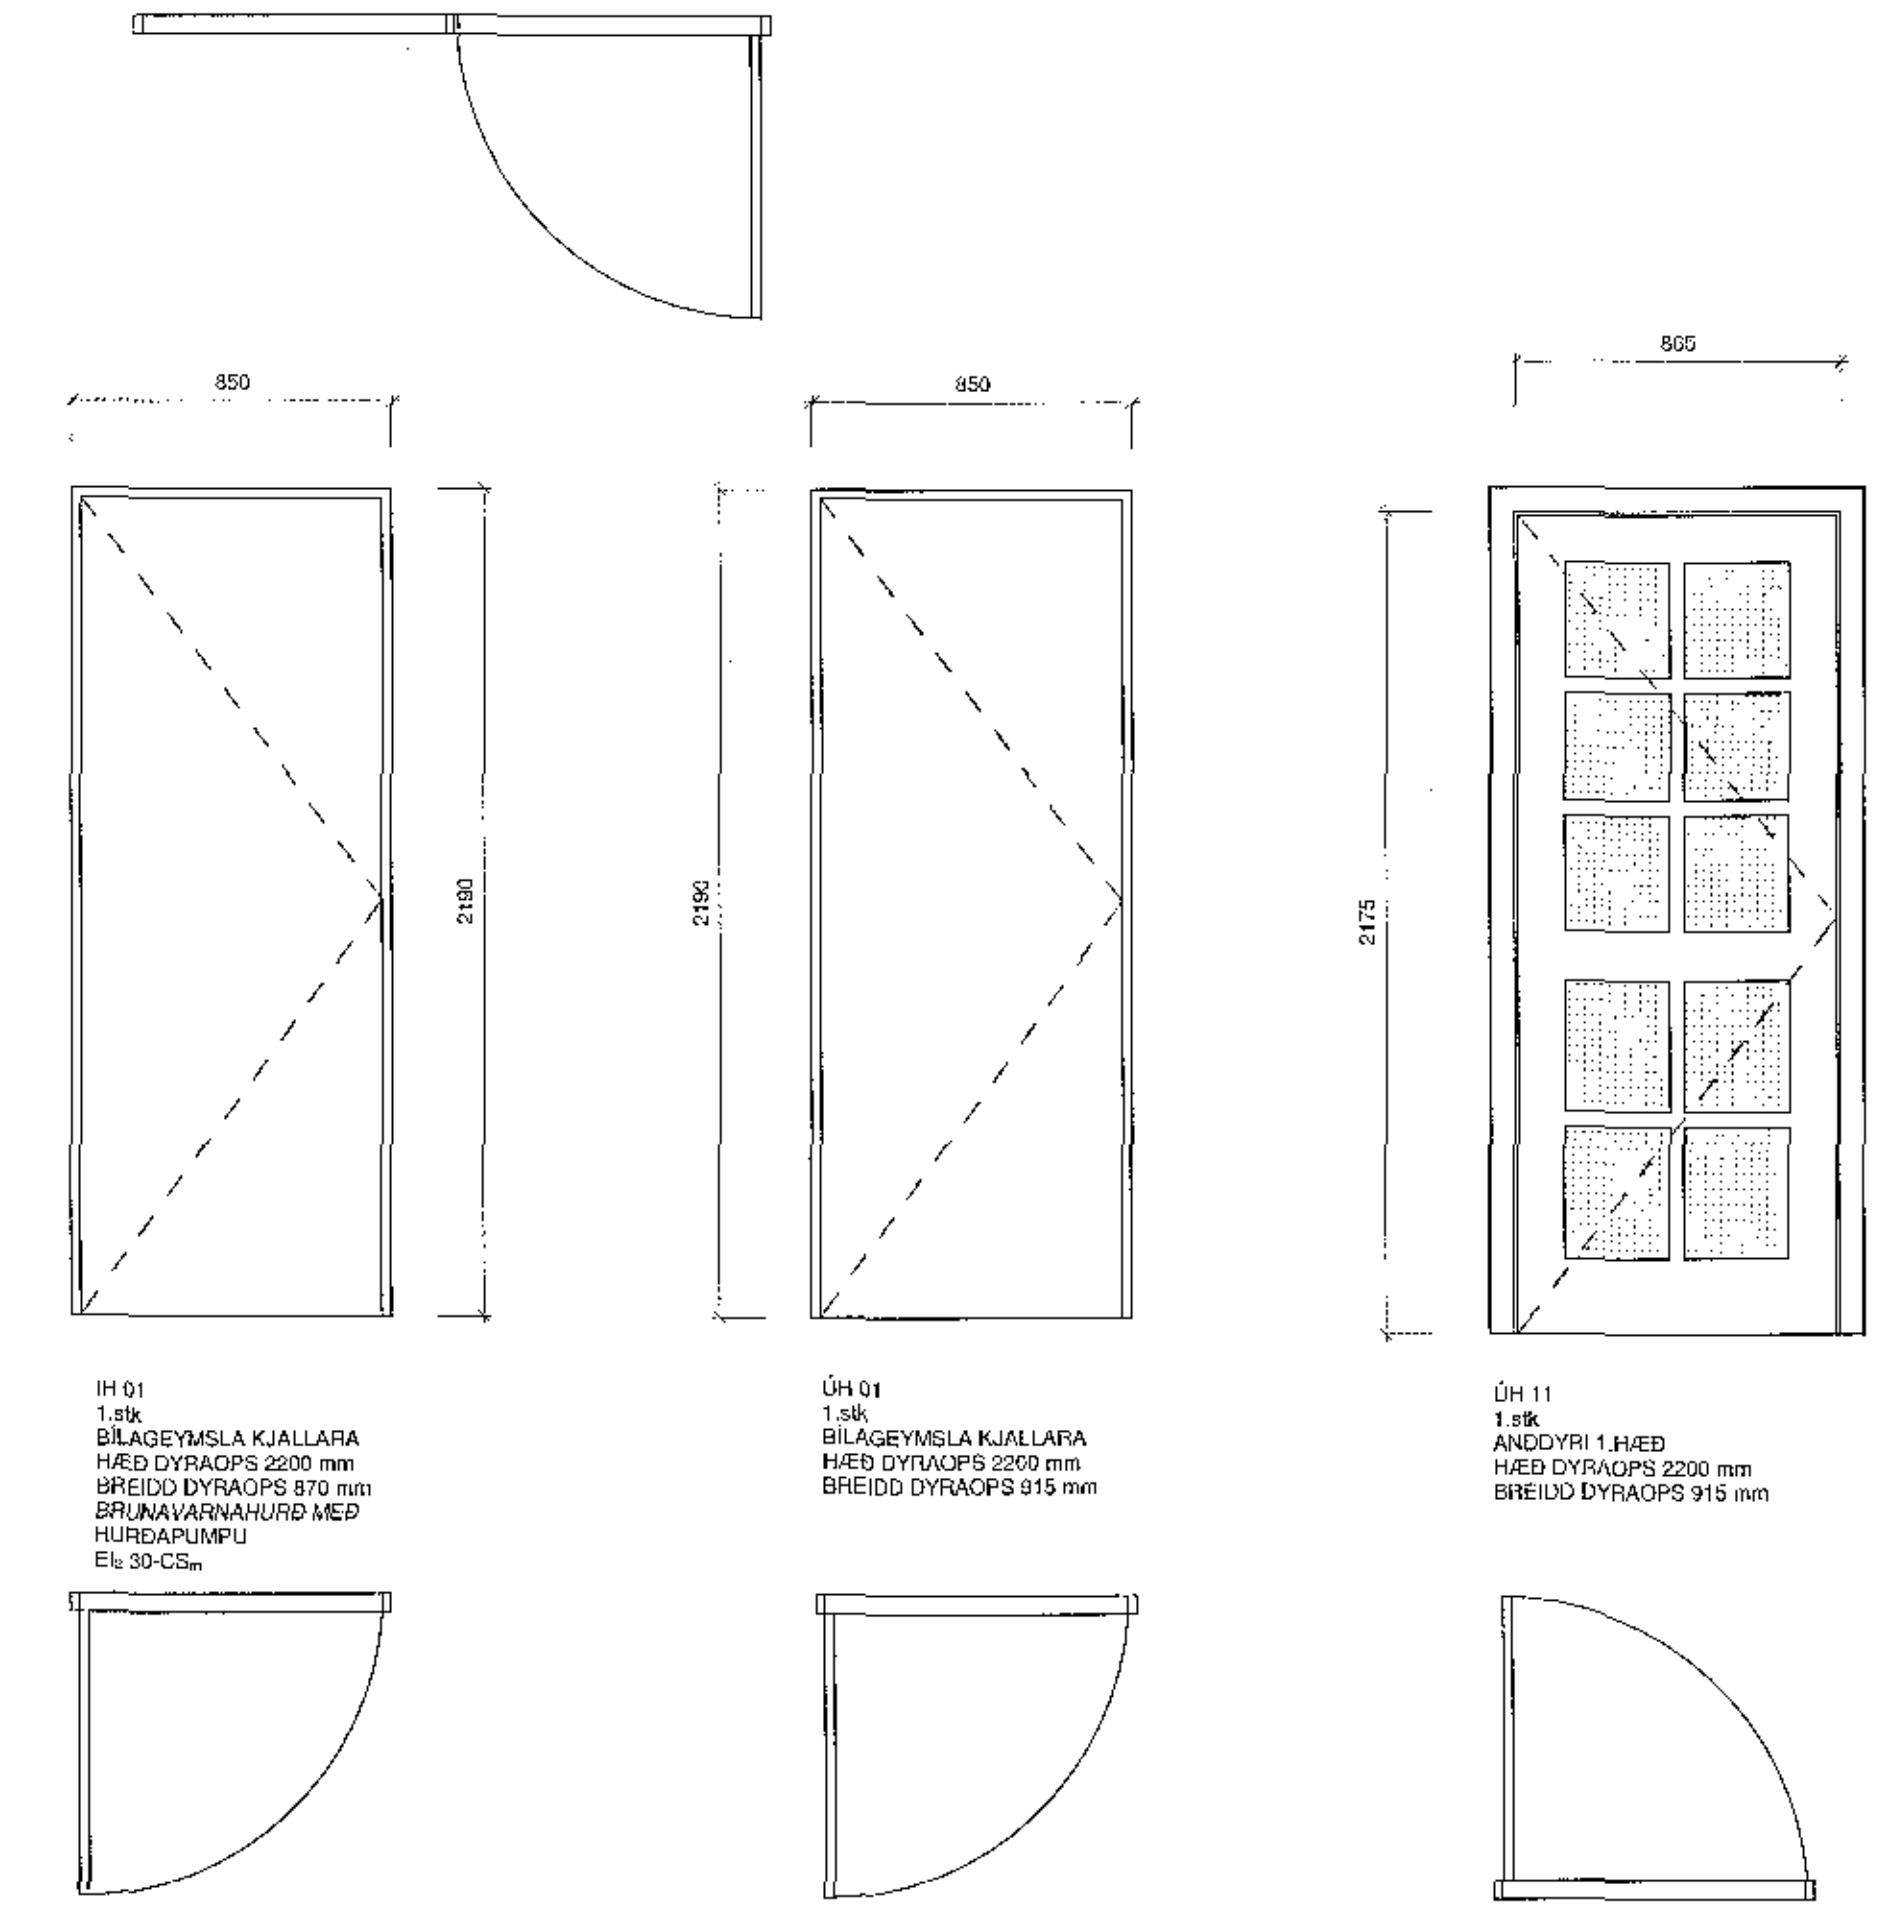 865
850
850
2190
2190
2175
IH 01
1.stk
BÍLAGEYMSLA KJALLARA
HÆÐ DYRAOPS 2200 mm
BREIDD DYRAOPS 870 mm
BRUNAVARNAHURÐ MEÐ
HURÐAPUMPU
EI₂ 30-CSₘ
ÚH 01
1.stk
BÍLAGEYMSLA KJALLARA
HÆÐ DYRAOPS 2200 mm
BREIDD DYRAOPS 915 mm
ÚH 11
1.stk
ANDDYRI 1.HÆÐ
HÆÐ DYRAOPS 2200 mm
BREIDD DYRAOPS 915 mm